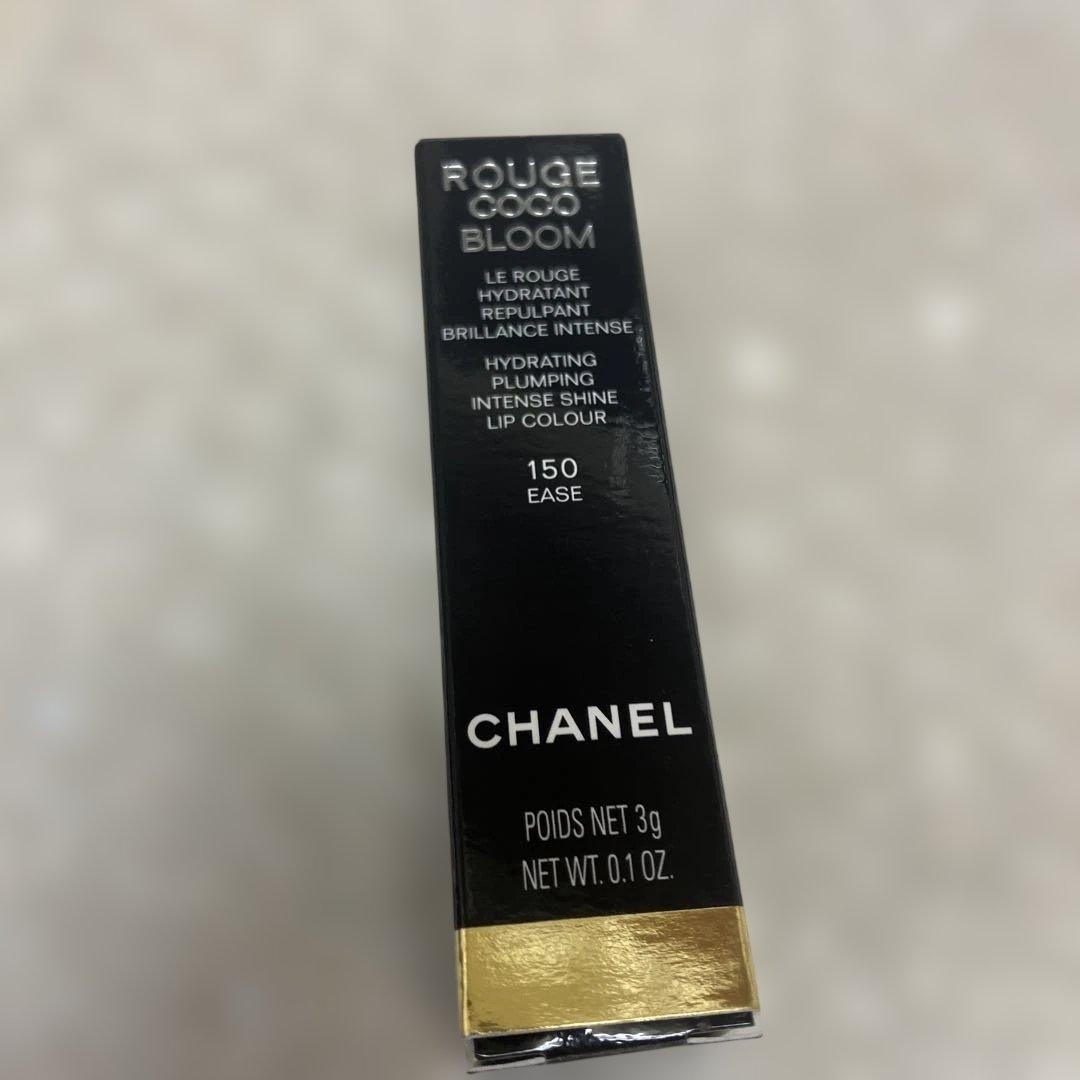 ROUGE
COCO
BLOOM
LE ROUGE
HYDRATANT
REPULPANT
BRILLANCE INTENSE
HYDRATING
PLUMPING
INTENSE SHINE
LIP COLOUR
150
EASE
CHANEL
POIDS NET 3g
NET WT. 0.1 OZ.